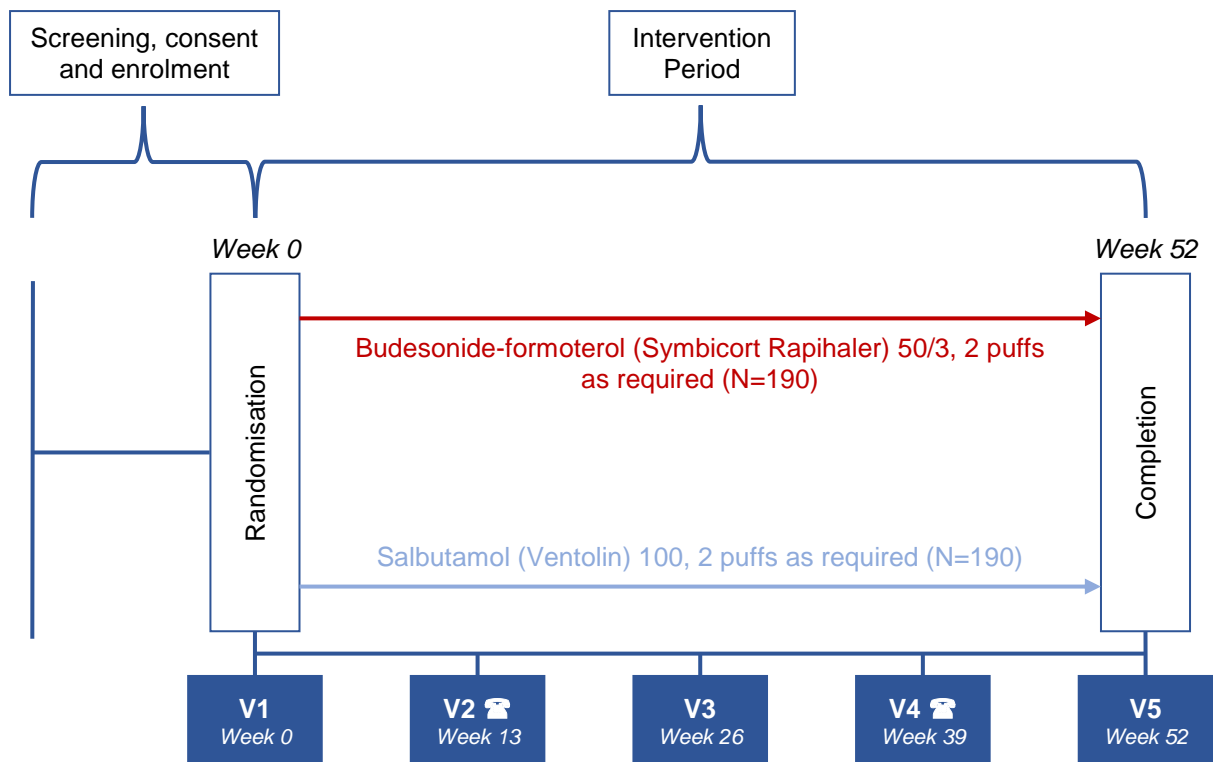 Screening, consent
and enrolment
Intervention
Period
Week 0
Week 52
Randomisation
Budesonide-formoterol (Symbicort Rapihaler) 50/3, 2 puffs
as required (N=190)
Completion
Salbutamol (Ventolin) 100, 2 puffs as required (N=190)
V1
Week 0
V2 ☎
Week 13
V3
Week 26
V4 ☎
Week 39
V5
Week 52